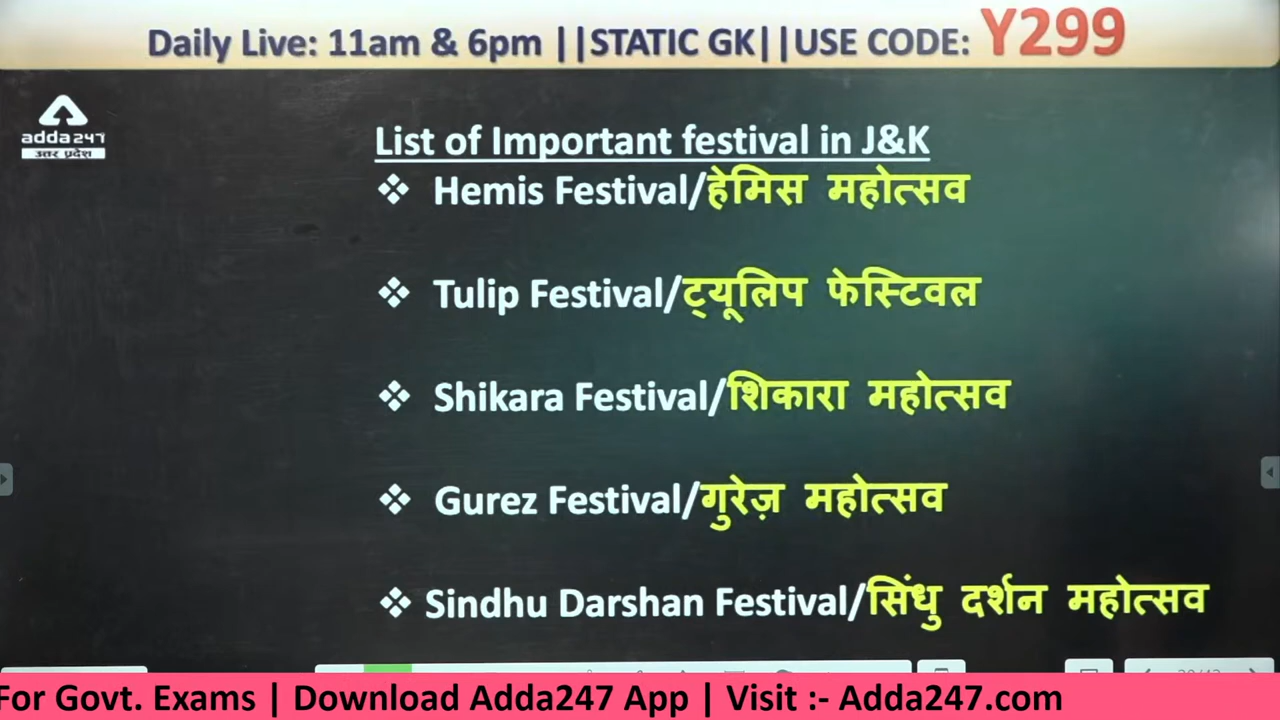 Daily Live: 11am & 6pm ||STATIC GK||USE CODE: Y299
adda247
उत्तर प्रदेश
List of Important festival in J&K
❖ Hemis Festival/हेमिस महोत्सव
❖ Tulip Festival/ट्यूलिप फेस्टिवल
❖ Shikara Festival/शिकारा महोत्सव
❖ Gurez Festival/गुरेज़ महोत्सव
❖ Sindhu Darshan Festival/सिंधु दर्शन महोत्सव
For Govt. Exams | Download Adda247 App | Visit :- Adda247.com